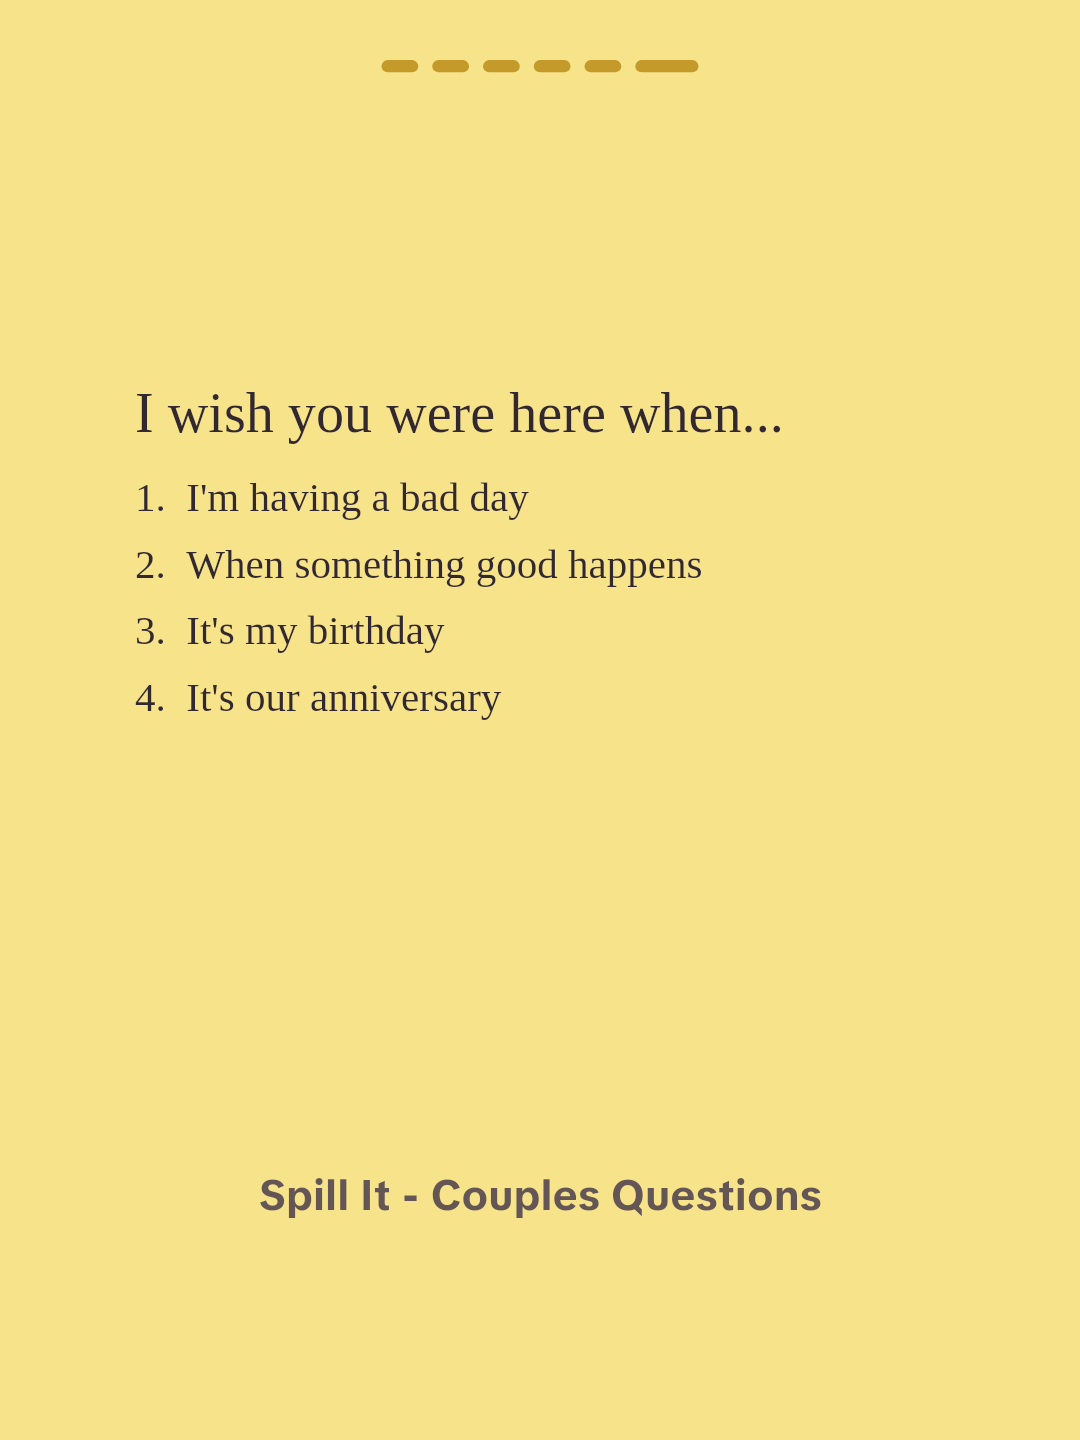 I wish you were here when...
1. I'm having a bad day
2. When something good happens
3. It's my birthday
4. It's our anniversary
Spill It - Couples Questions